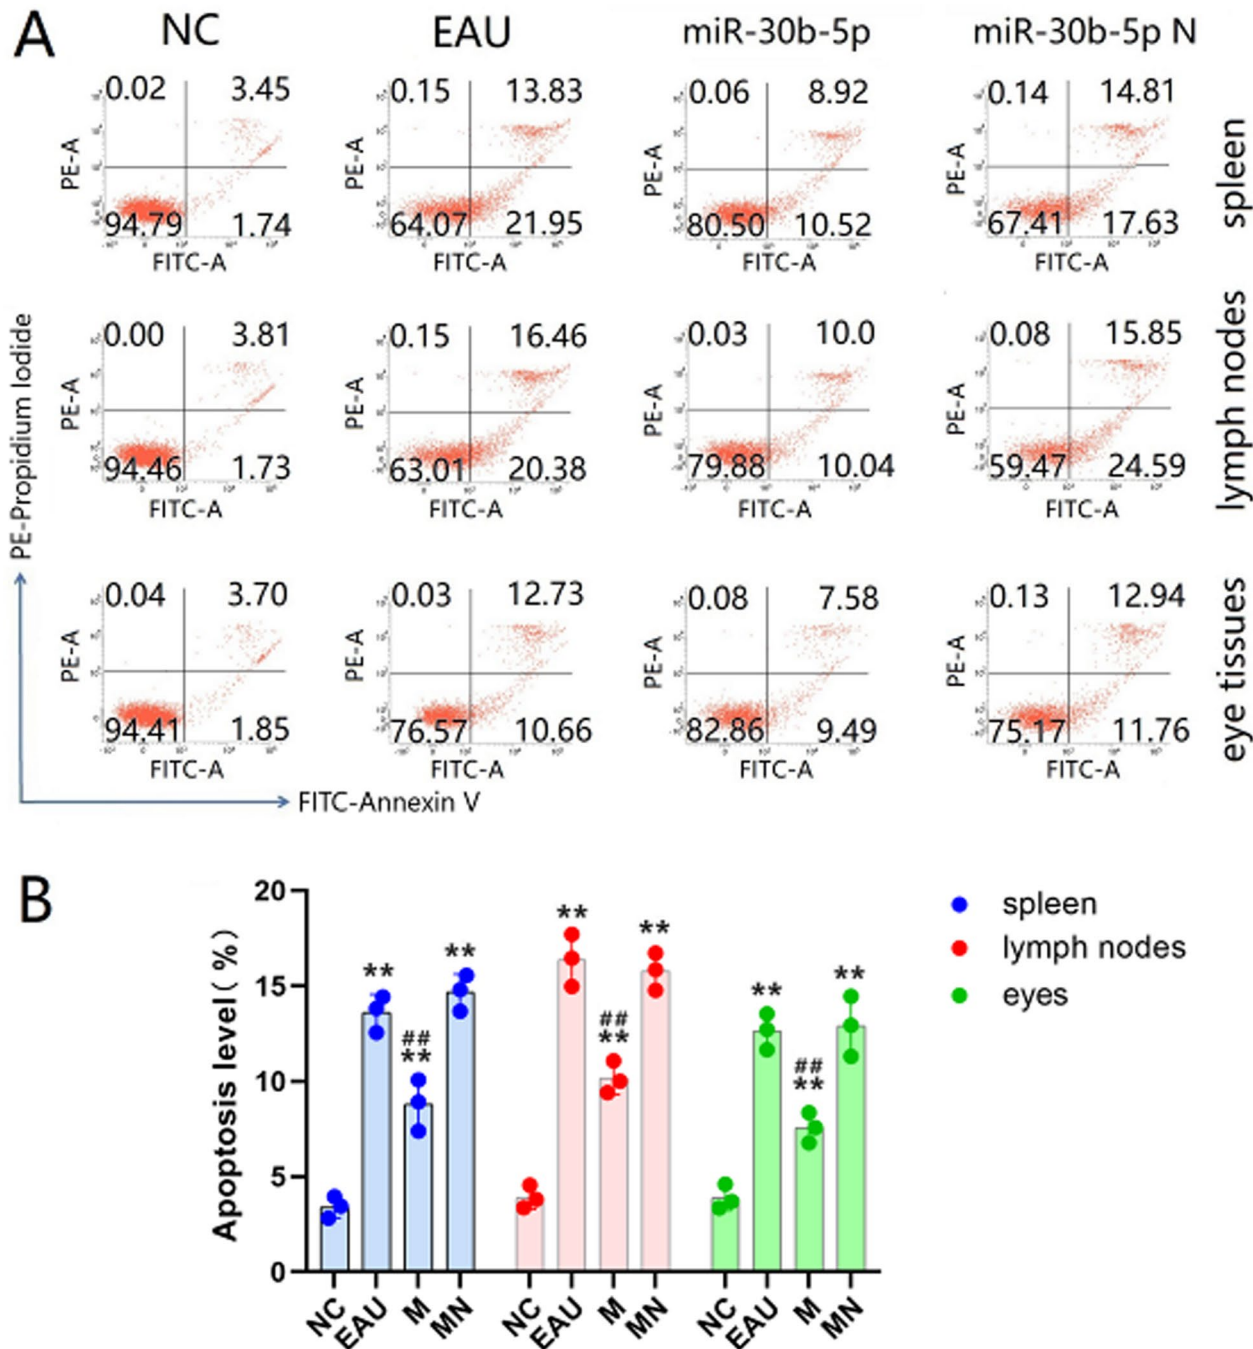 A
NC EAU miR-30b-5p miR-30b-5p N
0.02 3.45 0.15 13.83 0.06 8.92 0.14 14.81
PE-A PE-A PE-A PE-A
spleen
94.79 1.74 64.07 21.95 80.50 10.52 67.41 17.63
FITC-A FITC-A FITC-A FITC-A
0.00 3.81 0.15 16.46 0.03 10.0 0.08 15.85
PE-A PE-A PE-A PE-A
lymph nodes
94.46 1.73 63.01 20.38 79.88 10.04 59.47 24.59
FITC-A FITC-A FITC-A FITC-A
0.04 3.70 0.03 12.73 0.08 7.58 0.13 12.94
PE-A PE-A PE-A PE-A
eye tissues
94.41 1.85 76.57 10.66 82.86 9.49 75.17 11.76
FITC-A FITC-A FITC-A FITC-A
PE-Propidium Iodide
FITC-Annexin V
B
Apoptosis level( %)
20
15
10
5
0
** ## ** **
** ## ** **
** ## ** **
NC EAU M MN NC EAU M MN NC EAU M MN
spleen
lymph nodes
eyes